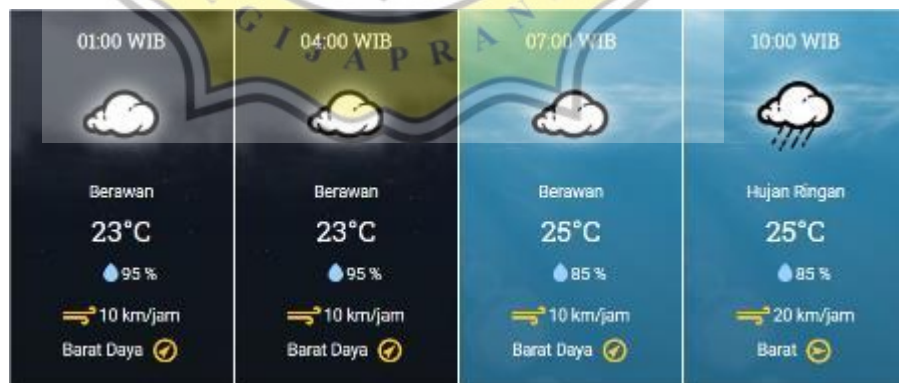 01:00 WIB
Berawan
23°C
95 %
10 km/jam
Barat Daya
04:00 WIB
Berawan
23°C
95 %
10 km/jam
Barat Daya
07:00 WIB
Berawan
25°C
85 %
10 km/jam
Barat Daya
10:00 WIB
Hujan Ringan
25°C
85 %
20 km/jam
Barat
GIJAPRAN